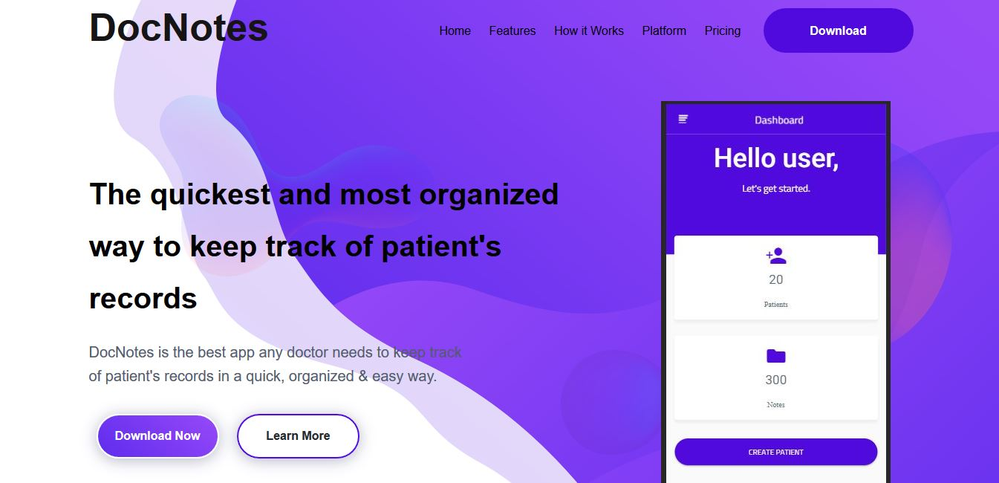 DocNotes
Home Features How it Works Platform Pricing Download
The quickest and most organized
way to keep track of patient's
records
DocNotes is the best app any doctor needs to keep track
of patient's records in a quick, organized & easy way.
Download Now Learn More
Dashboard
Hello user,
Let's get started.
20
Patients
300
Notes
CREATE PATIENT